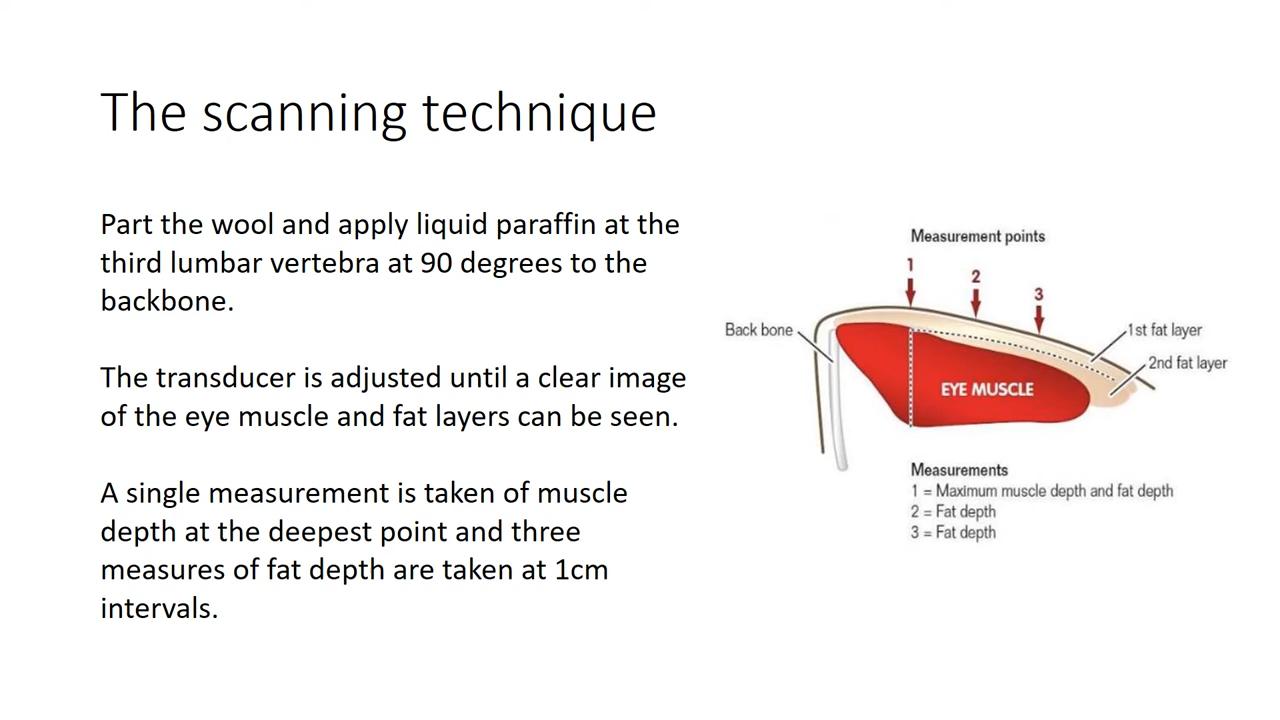 The scanning technique
Part the wool and apply liquid paraffin at the
third lumbar vertebra at 90 degrees to the
backbone.
The transducer is adjusted until a clear image
of the eye muscle and fat layers can be seen.
A single measurement is taken of muscle
depth at the deepest point and three
measures of fat depth are taken at 1cm
intervals.
Measurement points
1
2
3
Back bone
1st fat layer
2nd fat layer
EYE MUSCLE
Measurements
1 = Maximum muscle depth and fat depth
2 = Fat depth
3 = Fat depth